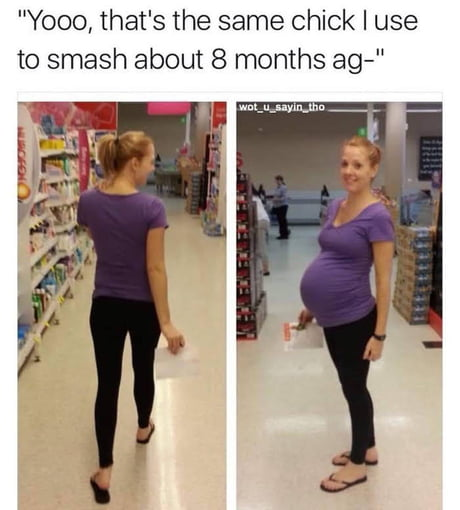 "Yooo, that's the same chick I use
to smash about 8 months ag-"
wot_u_sayin_tho